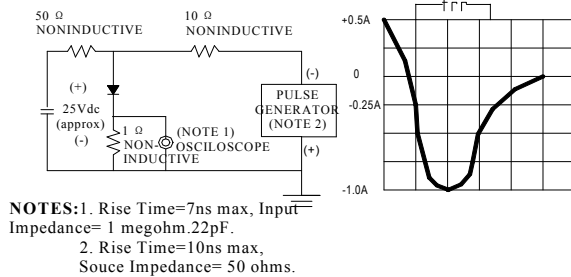 50 Ω
NONINDUCTIVE
10 Ω
NONINDUCTIVE
(+)
25Vdc
(approx)
(-)
1 Ω
NON-
INDUCTIVE
(NOTE 1)
OSCILOSCOPE
(-)
PULSE
GENERATOR
(NOTE 2)
(+)
trr
+0.5A
0
-0.25A
-1.0A
NOTES:1. Rise Time=7ns max, Input
Impedance= 1 megohm.22pF.
2. Rise Time=10ns max,
Souce Impedance= 50 ohms.